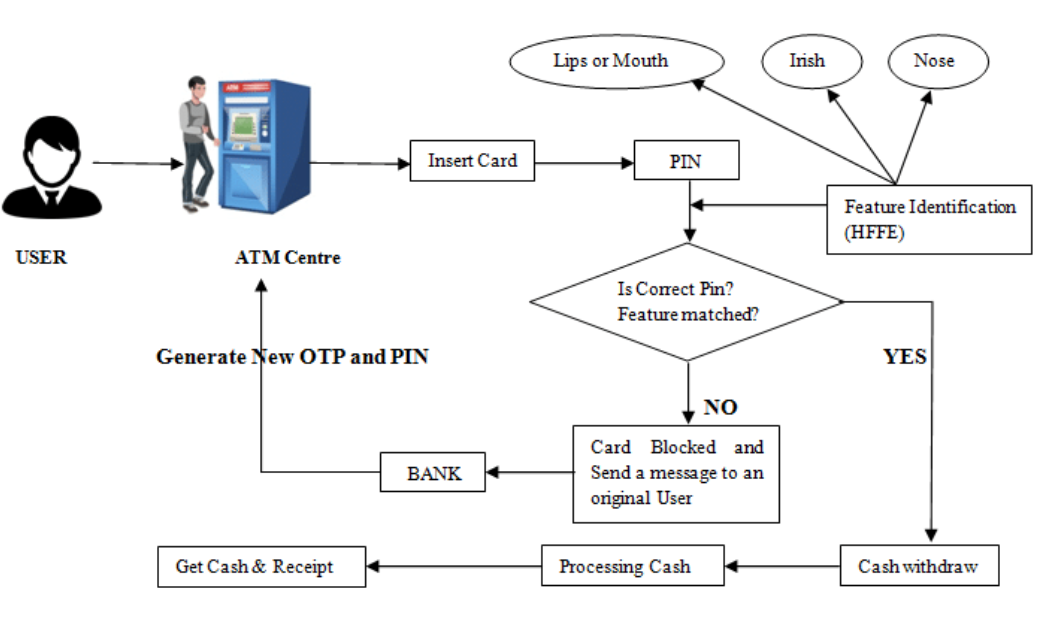 Lips or Mouth
Irish
Nose
ATM
Insert Card
PIN
Feature Identification
(HFFE)
USER
ATM Centre
Is Correct Pin?
Feature matched?
Generate New OTP and PIN
YES
NO
Card Blocked and
Send a message to an
original User
BANK
Get Cash & Receipt
Processing Cash
Cash withdraw